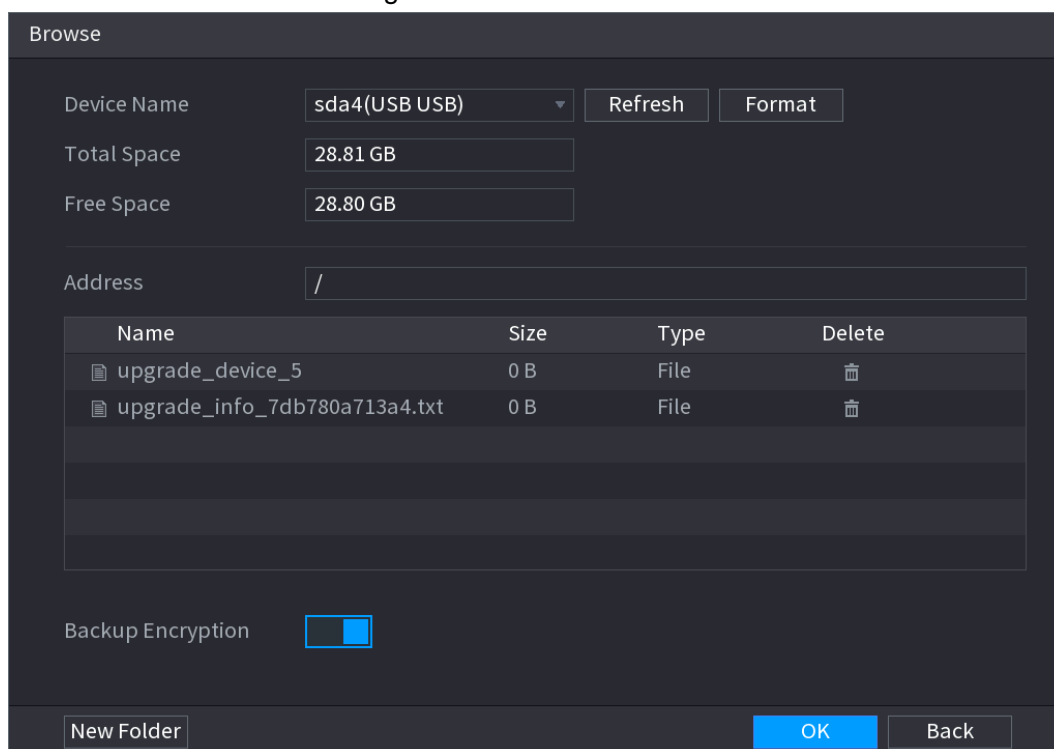 Browse
Device Name sda4(USB USB) Refresh Format
Total Space 28.81 GB
Free Space 28.80 GB
Address /
Name Size Type Delete
upgrade_device_5 0 B File
upgrade_info_7db780a713a4.txt 0 B File
Backup Encryption
New Folder OK Back